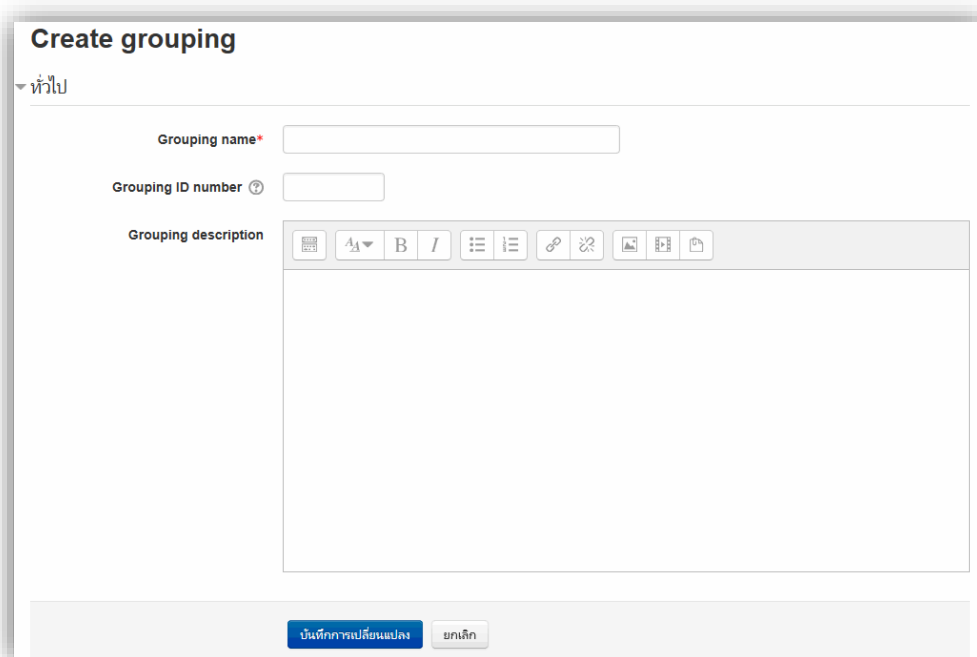 Create grouping
ทั่วไป
Grouping name*
Grouping ID number
Grouping description
บันทึกการเปลี่ยนแปลง ยกเลิก